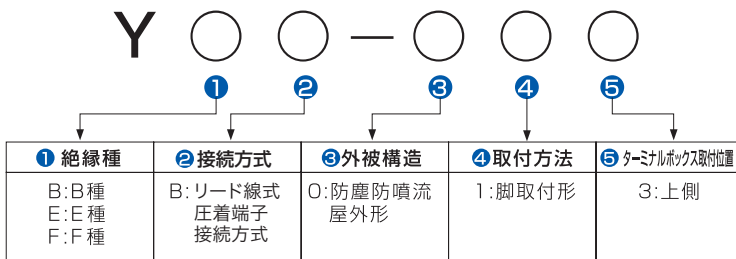 Y○○—○○○
❶ ❷ ❸ ❹ ❺
❶絶縁種 ❷接続方式 ❸外被構造 ❹取付方法 ❺ターミナルボックス取付位置
B:B種 B:リード線式 O:防塵防噴流 1:脚取付形 3:上側
E:E種 圧着端子 屋外形
F:F種 接続方式